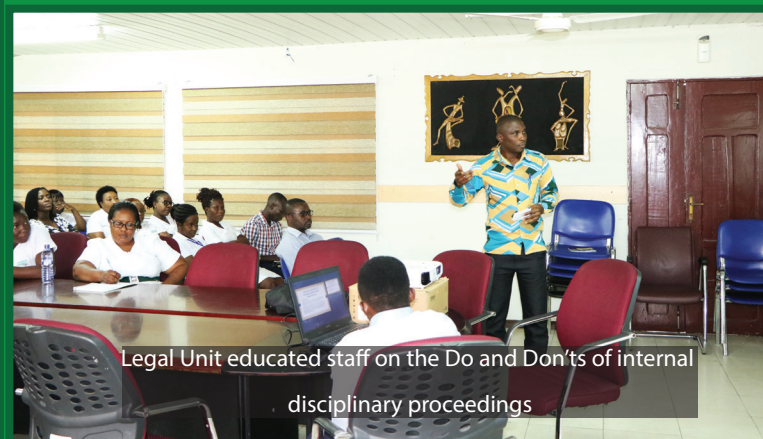 Legal Unit educated staff on the Do and Don'ts of internal
disciplinary proceedings